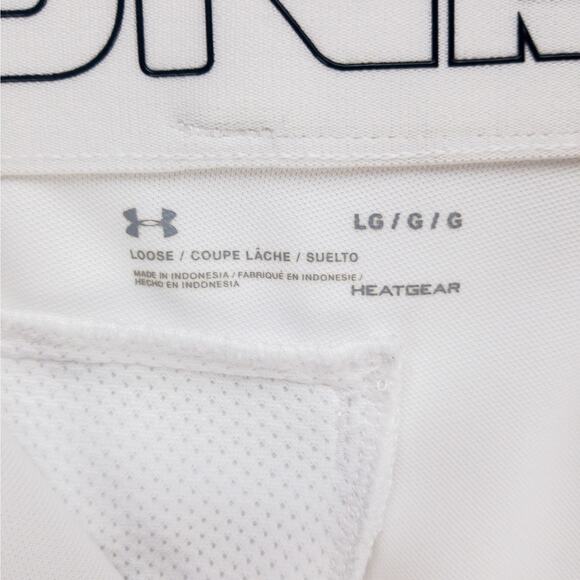 LG / G / G
LOOSE / COUPE LÂCHE / SUELTO
MADE IN INDONESIA / FABRIQUÉ EN INDONESIE /
HECHO EN INDONESIA
HEATGEAR